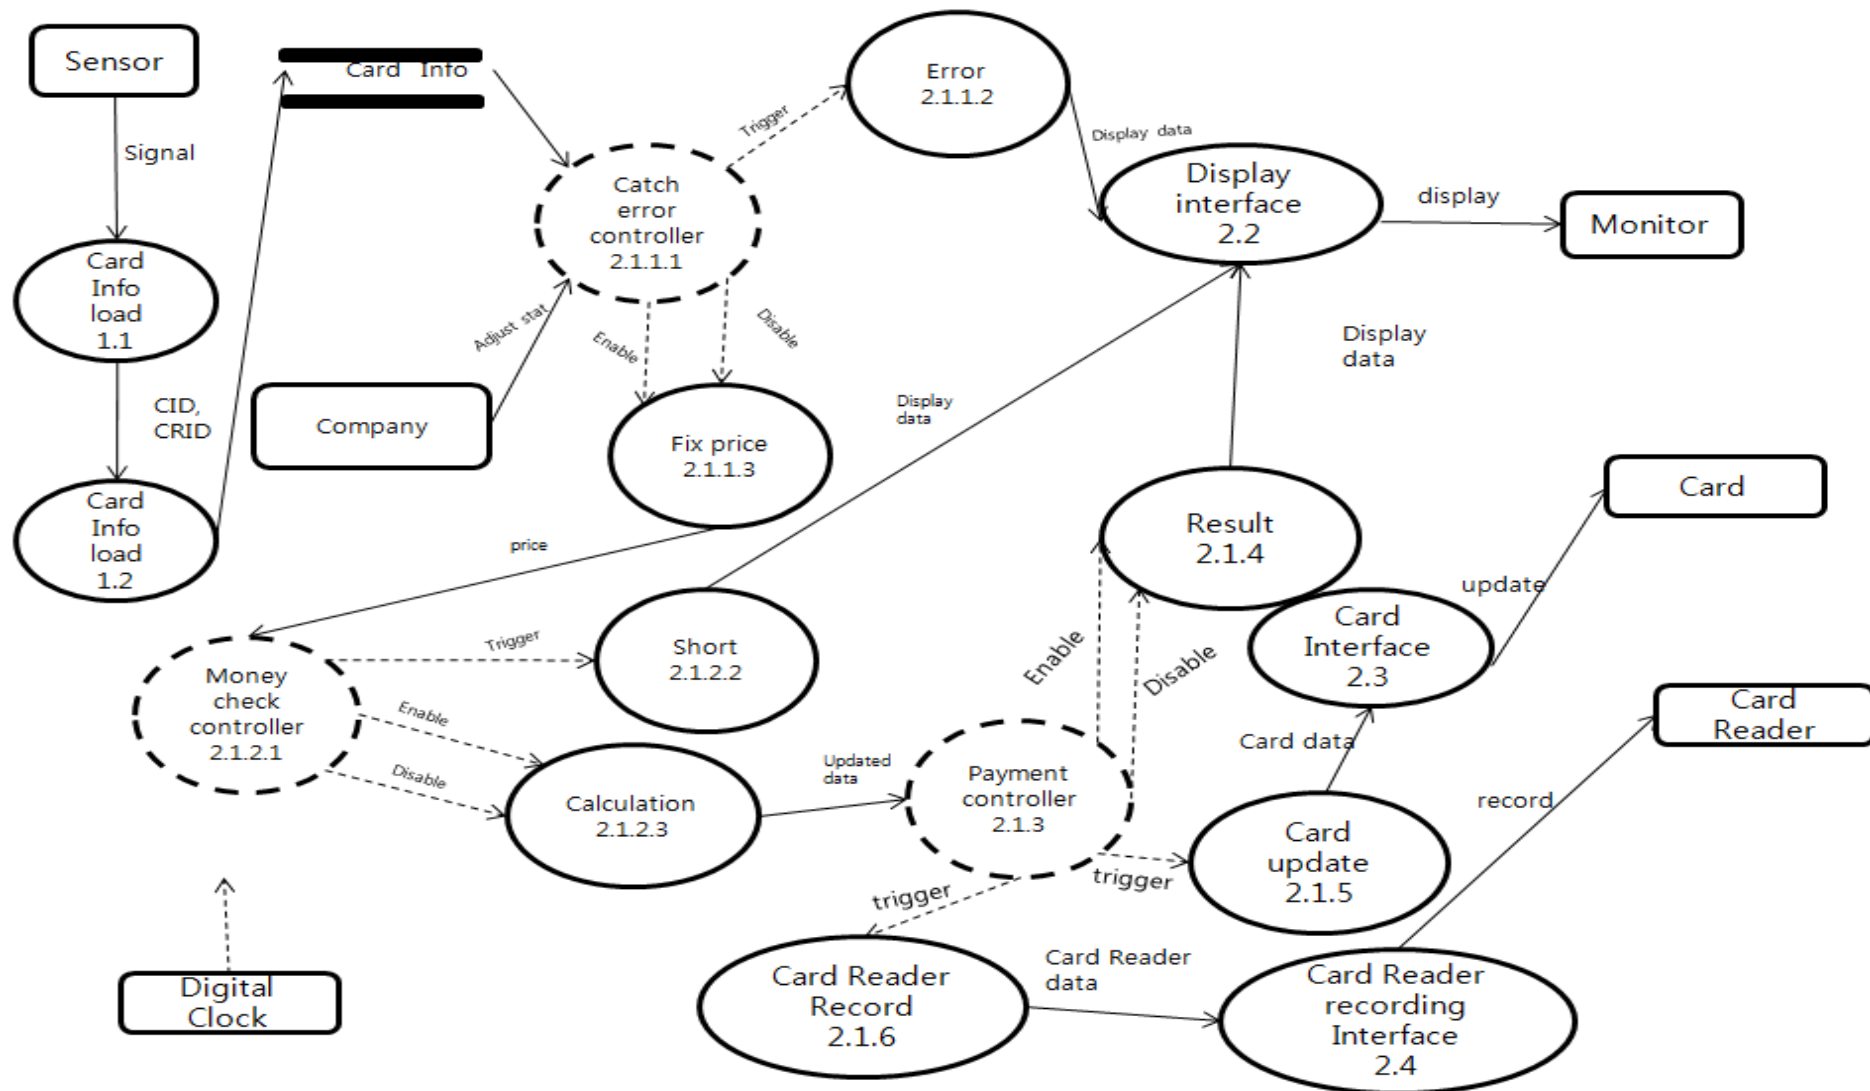 Sensor
Card Info
Signal
Card
Info
load
1.1
CID,
CRID
Card
Info
load
1.2
Catch
error
controller
2.1.1.1
Trigger
Error
2.1.1.2
Display data
Display
interface
2.2
display
Monitor
Adjust stat
Company
Enable
Disable
Fix price
2.1.1.3
price
Display
data
Display
data
Result
2.1.4
Card
update
Card
Interface
2.3
Card
Reader
Money
check
controller
2.1.2.1
Trigger
Short
2.1.2.2
Enable
Disable
Calculation
2.1.2.3
Updated
data
Payment
controller
2.1.3
Enable
Disable
Card data
record
trigger
Card
update
2.1.5
trigger
Digital
Clock
Card Reader
Record
2.1.6
Card Reader
data
Card Reader
recording
Interface
2.4